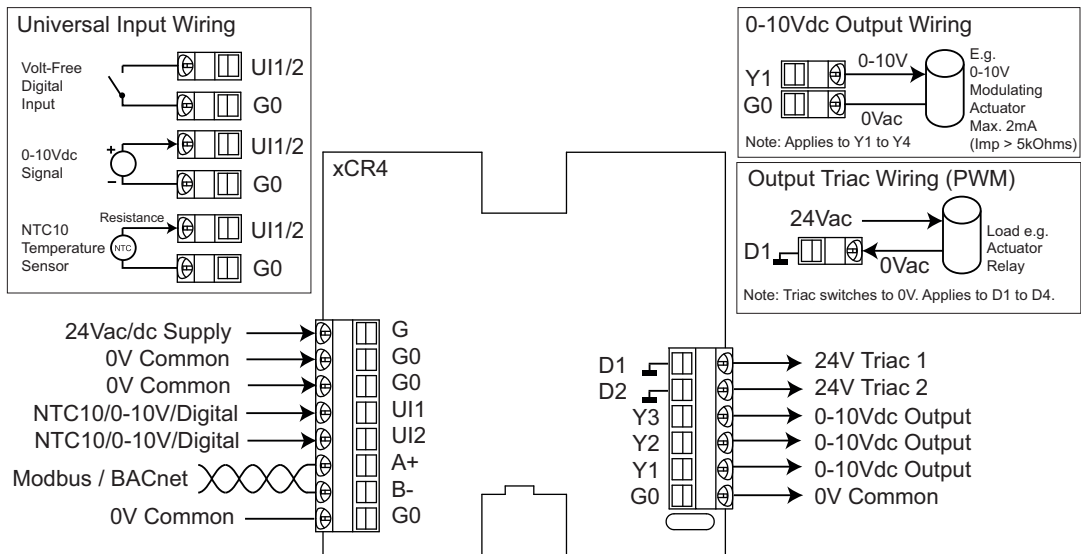 Universal Input Wiring
Volt-Free
Digital
Input
UI1/2
G0
0-10Vdc
Signal
+
–
UI1/2
G0
Resistance
NTC10
Temperature
Sensor
NTC
UI1/2
G0
0-10Vdc Output Wiring
Y1
G0
0-10V
0Vac
E.g.
0-10V
Modulating
Actuator
Max. 2mA
(Imp > 5kOhms)
Note: Applies to Y1 to Y4
Output Triac Wiring (PWM)
24Vac
D1
0Vac
Load e.g.
Actuator
Relay
Note: Triac switches to 0V. Applies to D1 to D4.
xCR4
24Vac/dc Supply G
0V Common G0
0V Common G0
NTC10/0-10V/Digital UI1
NTC10/0-10V/Digital UI2
Modbus / BACnet
A+
B-
0V Common G0
D1 24V Triac 1
D2 24V Triac 2
Y3 0-10Vdc Output
Y2 0-10Vdc Output
Y1 0-10Vdc Output
G0 0V Common